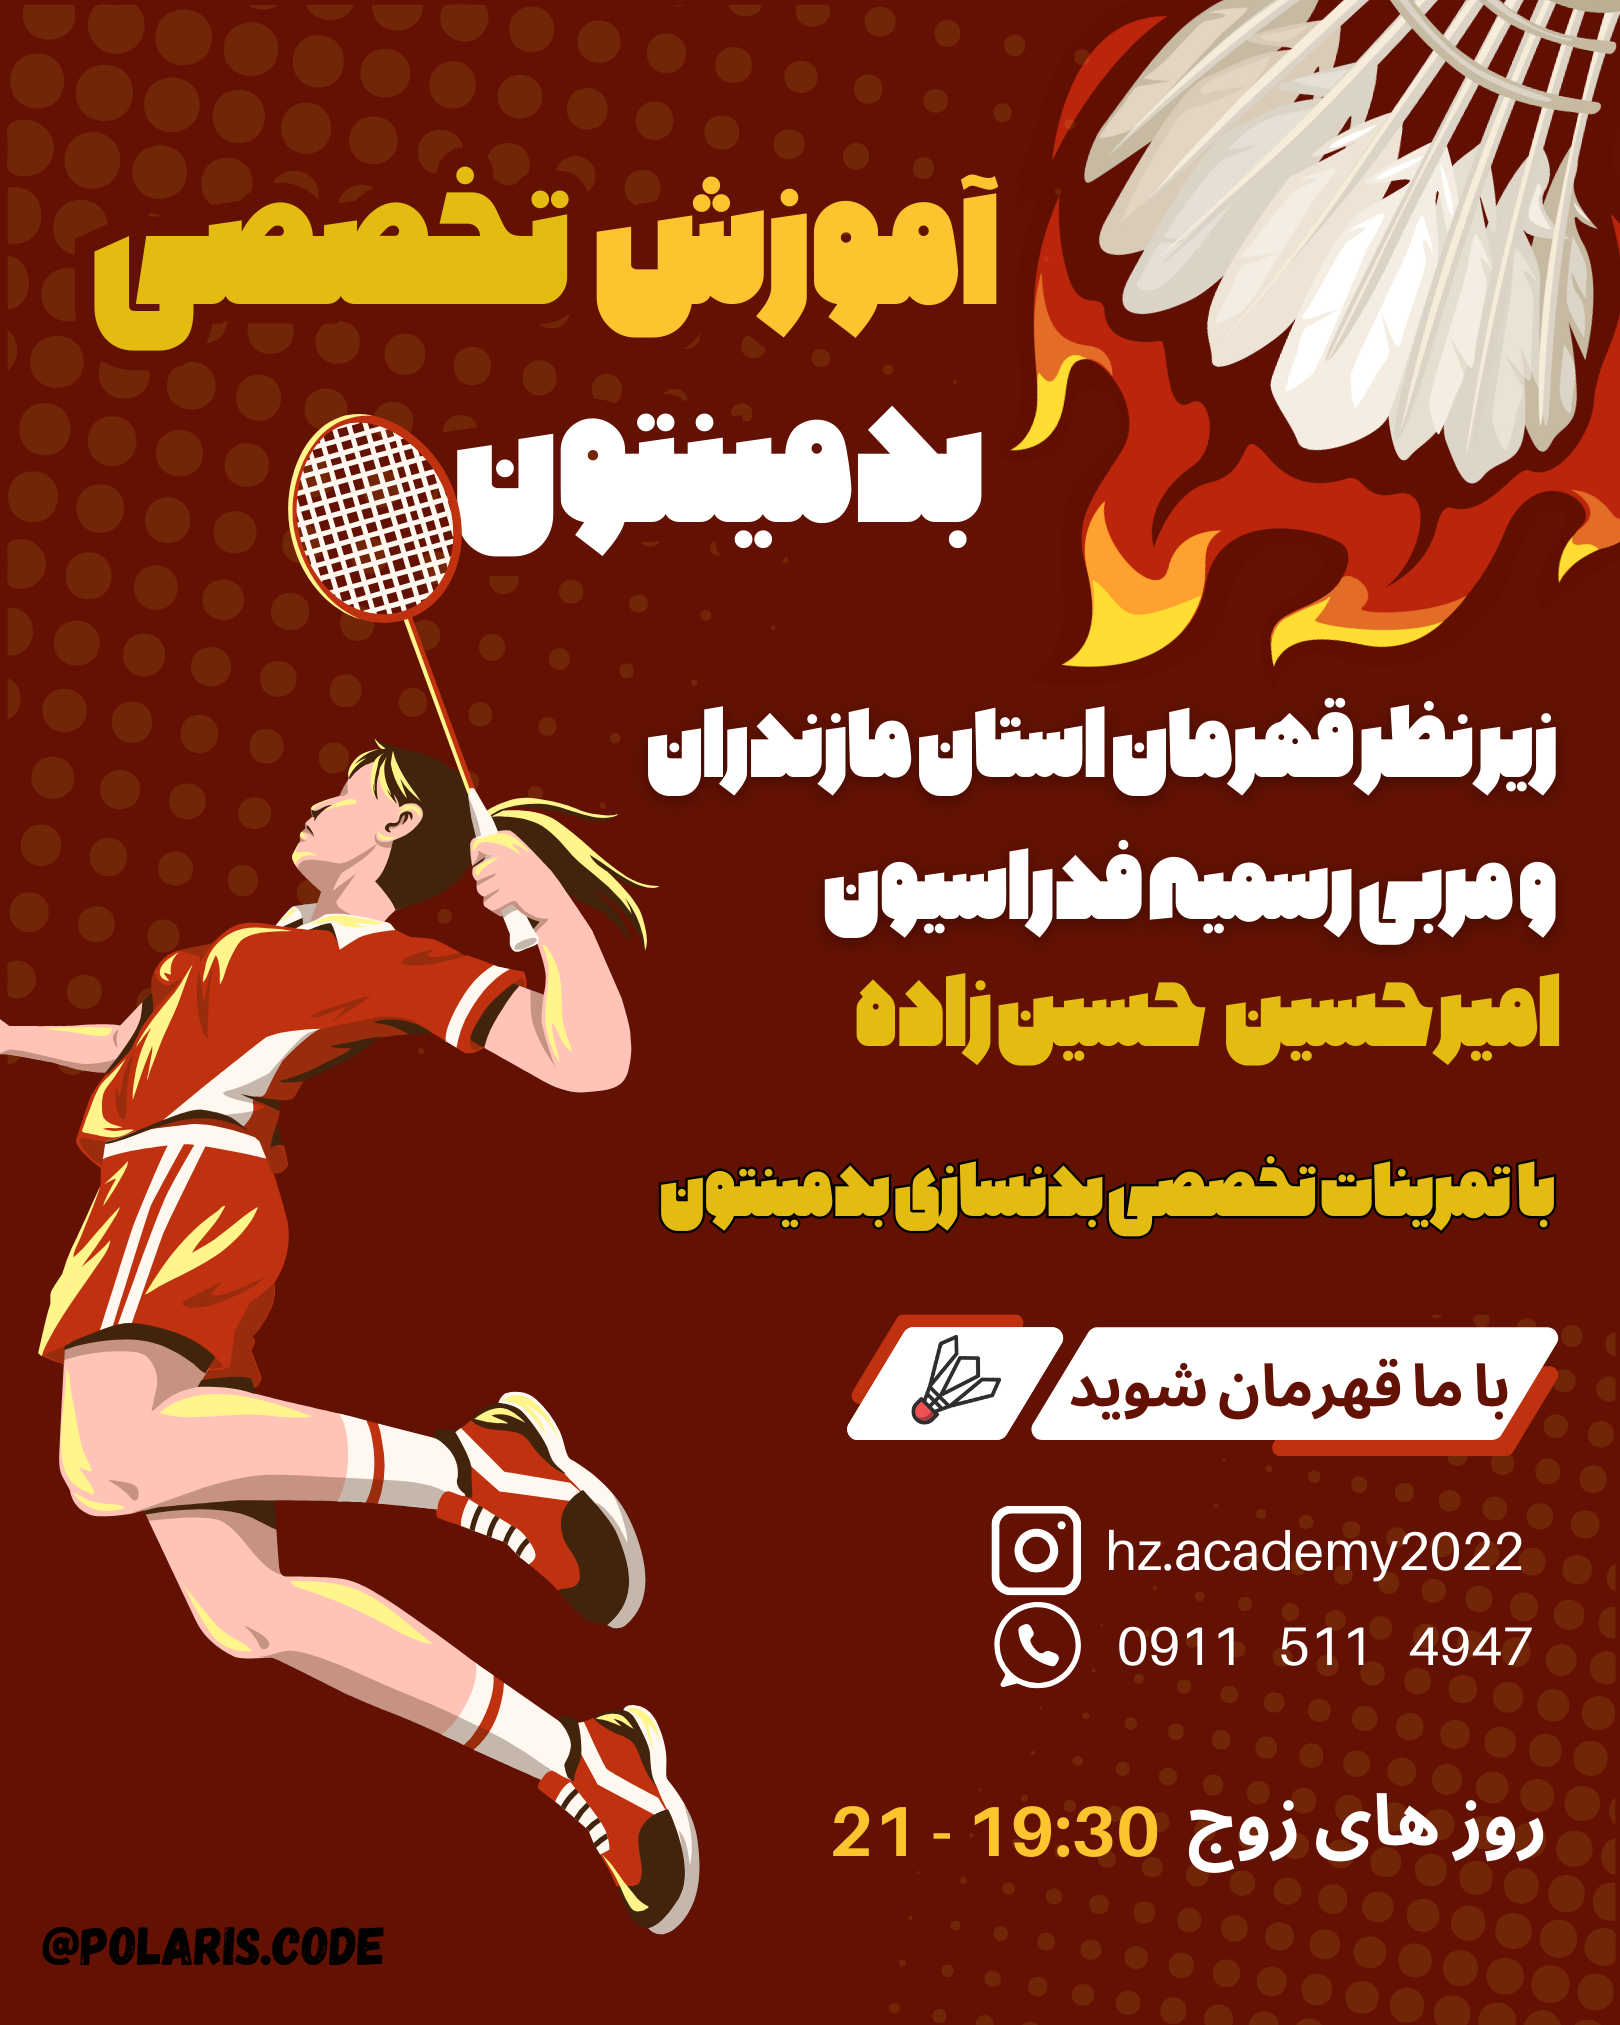 آموزش تخصصی
بدمینتون
زیر نظر قهرمان استان مازندران
و مربی رسمیه فدراسیون
امیرحسین حسین زاده
با تمرینات تخصصی بدنسازی بدمینتون
با ما قهرمان شوید
hz.academy2022
0911 511 4947
روز های زوج 19:30 - 21
@POLARIS.CODE